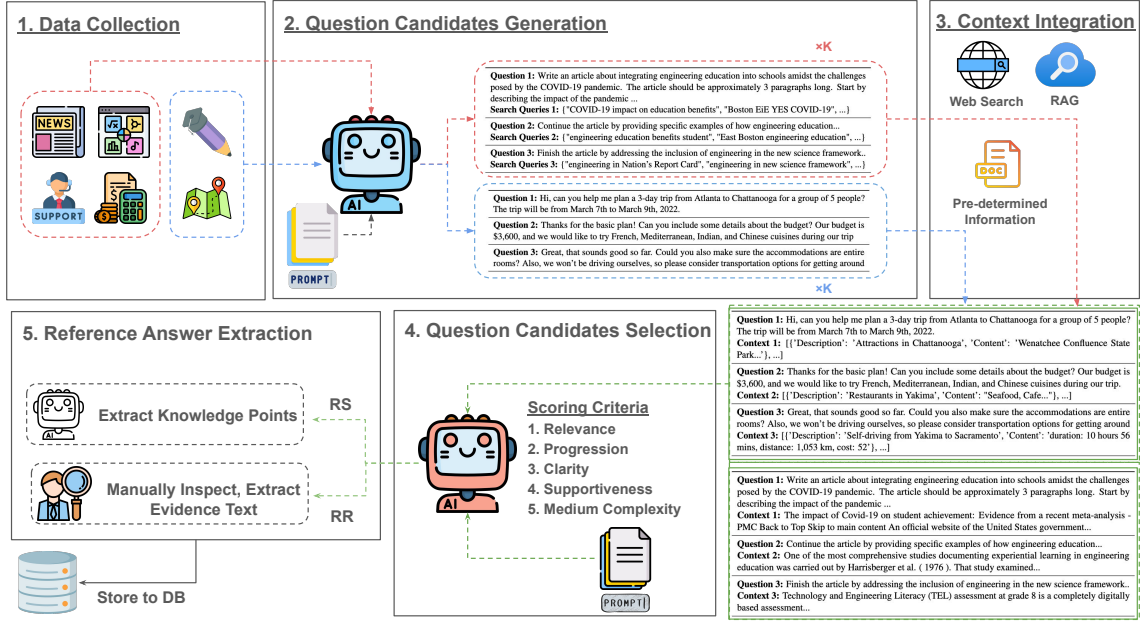 1. Data Collection
NEWS
SUPPORT
2. Question Candidates Generation
×K
AI
PROMPT
Question 1: Write an article about integrating engineering education into schools amidst the challenges
posed by the COVID-19 pandemic. The article should be approximately 3 paragraphs long. Start by
describing the impact of the pandemic ...
Search Queries 1: {"COVID-19 impact on education benefits", "Boston EiE YES COVID-19", ...}
Question 2: Continue the article by providing specific examples of how engineering education...
Search Queries 2: {"engineering education benefits student", "East Boston engineering education", ...}
Question 3: Finish the article by addressing the inclusion of engineering in the new science framework..
Search Queries 3: {"engineering in Nation's Report Card", "engineering in new science framework", ...}
Question 1: Hi, can you help me plan a 3-day trip from Atlanta to Chattanooga for a group of 5 people?
The trip will be from March 7th to March 9th, 2022.
Question 2: Thanks for the basic plan! Can you include some details about the budget? Our budget is
$3,600, and we would like to try French, Mediterranean, Indian, and Chinese cuisines during our trip
Question 3: Great, that sounds good so far. Could you also make sure the accommodations are entire
rooms? Also, we won't be driving ourselves, so please consider transportation options for getting around
×K
3. Context Integration
Web Search
RAG
DOC
Pre-determined
Information
Question 1: Hi, can you help me plan a 3-day trip from Atlanta to Chattanooga for a group of 5 people?
The trip will be from March 7th to March 9th, 2022.
Context 1: [{'Description': 'Attractions in Chattanooga', 'Content': 'Wenatchee Confluence State
Park...'}, ...]
Question 2: Thanks for the basic plan! Can you include some details about the budget? Our budget is
$3,600, and we would like to try French, Mediterranean, Indian, and Chinese cuisines during our trip.
Context 2: [{'Description': 'Restaurants in Yakima', 'Content': "Seafood, Cafe..."}, ...]
Question 3: Great, that sounds good so far. Could you also make sure the accommodations are entire
rooms? Also, we won't be driving ourselves, so please consider transportation options for getting around
Context 3: [{'Description': 'Self-driving from Yakima to Sacramento', 'Content': 'duration: 10 hours 56
mins, distance: 1,053 km, cost: 52'}, ...]
Question 1: Write an article about integrating engineering education into schools amidst the challenges
posed by the COVID-19 pandemic. The article should be approximately 3 paragraphs long. Start by
describing the impact of the pandemic ...
Context 1: The impact of Covid-19 on student achievement: Evidence from a recent meta-analysis -
PMC Back to Top Skip to main content An official website of the United States government...
Question 2: Continue the article by providing specific examples of how engineering education...
Context 2: One of the most comprehensive studies documenting experiential learning in engineering
education was carried out by Harrisberger et al. ( 1976 ). That study examined...
Question 3: Finish the article by addressing the inclusion of engineering in the new science framework..
Context 3: Technology and Engineering Literacy (TEL) assessment at grade 8 is a completely digitally
based assessment...
4. Question Candidates Selection
AI
Scoring Criteria
1. Relevance
2. Progression
3. Clarity
4. Supportiveness
5. Medium Complexity
PROMPT
5. Reference Answer Extraction
Extract Knowledge Points
RS
Manually Inspect, Extract
Evidence Text
RR
Store to DB